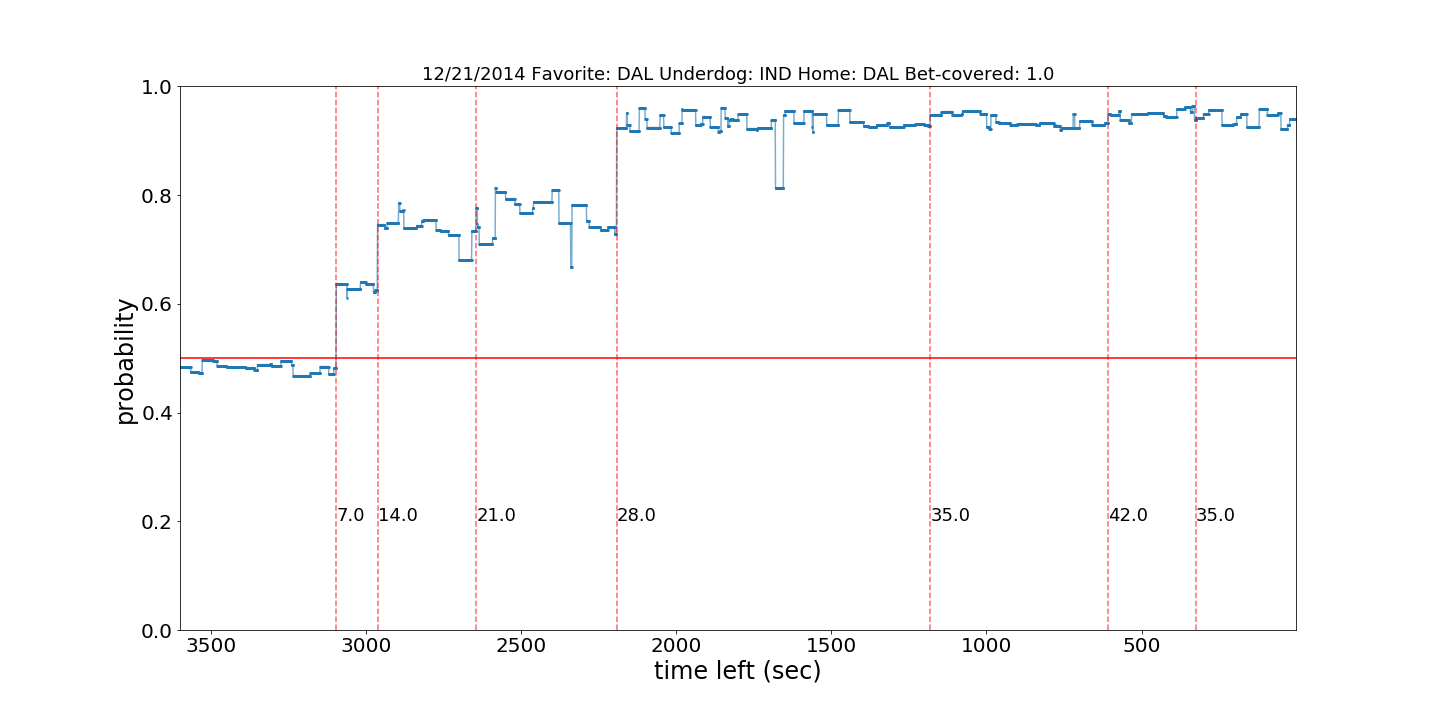 12/21/2014 Favorite: DAL Underdog: IND Home: DAL Bet-covered: 1.0
1.0
0.8
0.6
0.4
0.2
0.0
probability
7.0 14.0 21.0 28.0 35.0 42.0 35.0
3500 3000 2500 2000 1500 1000 500
time left (sec)